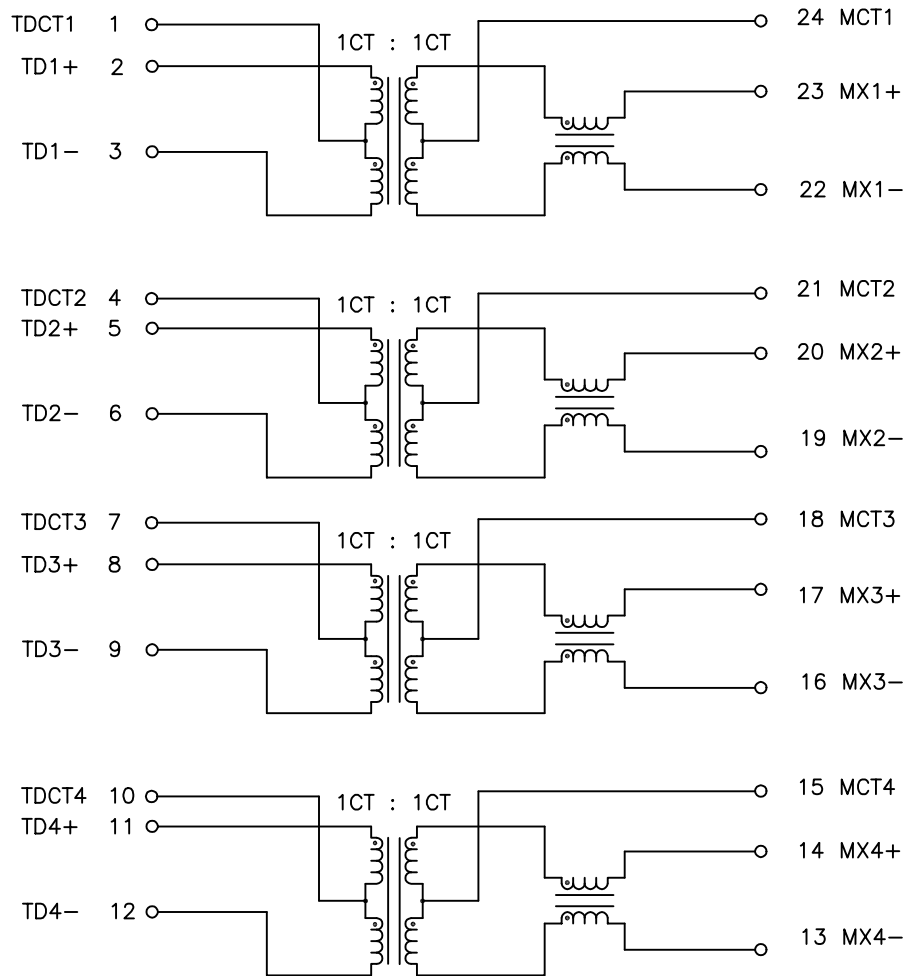 TDCT1 1 24 MCT1
1CT : 1CT
TD1+ 2 23 MX1+
TD1− 3 22 MX1−
TDCT2 4 21 MCT2
1CT : 1CT
TD2+ 5 20 MX2+
TD2− 6 19 MX2−
TDCT3 7 18 MCT3
1CT : 1CT
TD3+ 8 17 MX3+
TD3− 9 16 MX3−
TDCT4 10 15 MCT4
1CT : 1CT
TD4+ 11 14 MX4+
TD4− 12 13 MX4−